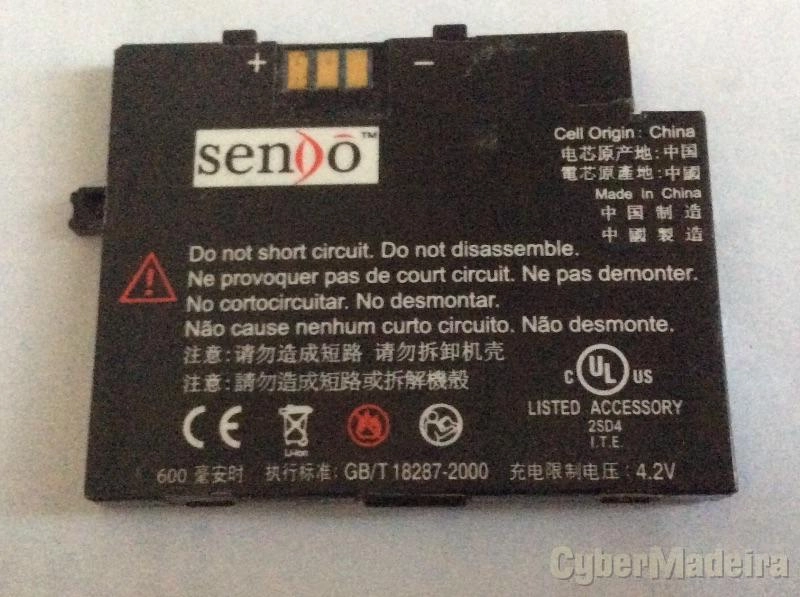 + −
sendō™
Cell Origin: China
电芯原产地:中国
電芯原產地:中國
Made in China
中国制造
中國製造
Do not short circuit. Do not disassemble.
Ne provoquer pas de court circuit. Ne pas demonter.
No cortocircuitar. No desmontar.
Não cause nenhum curto circuito. Não desmonte.
注意:请勿造成短路 请勿拆卸机壳
注意:請勿造成短路或拆解機殼
C UL US
LISTED ACCESSORY
2SD4
I.T.E.
CE
Li-Ion
600 毫安时 执行标准: GB/T 18287-2000 充电限制电压: 4.2V
CyberMadeira